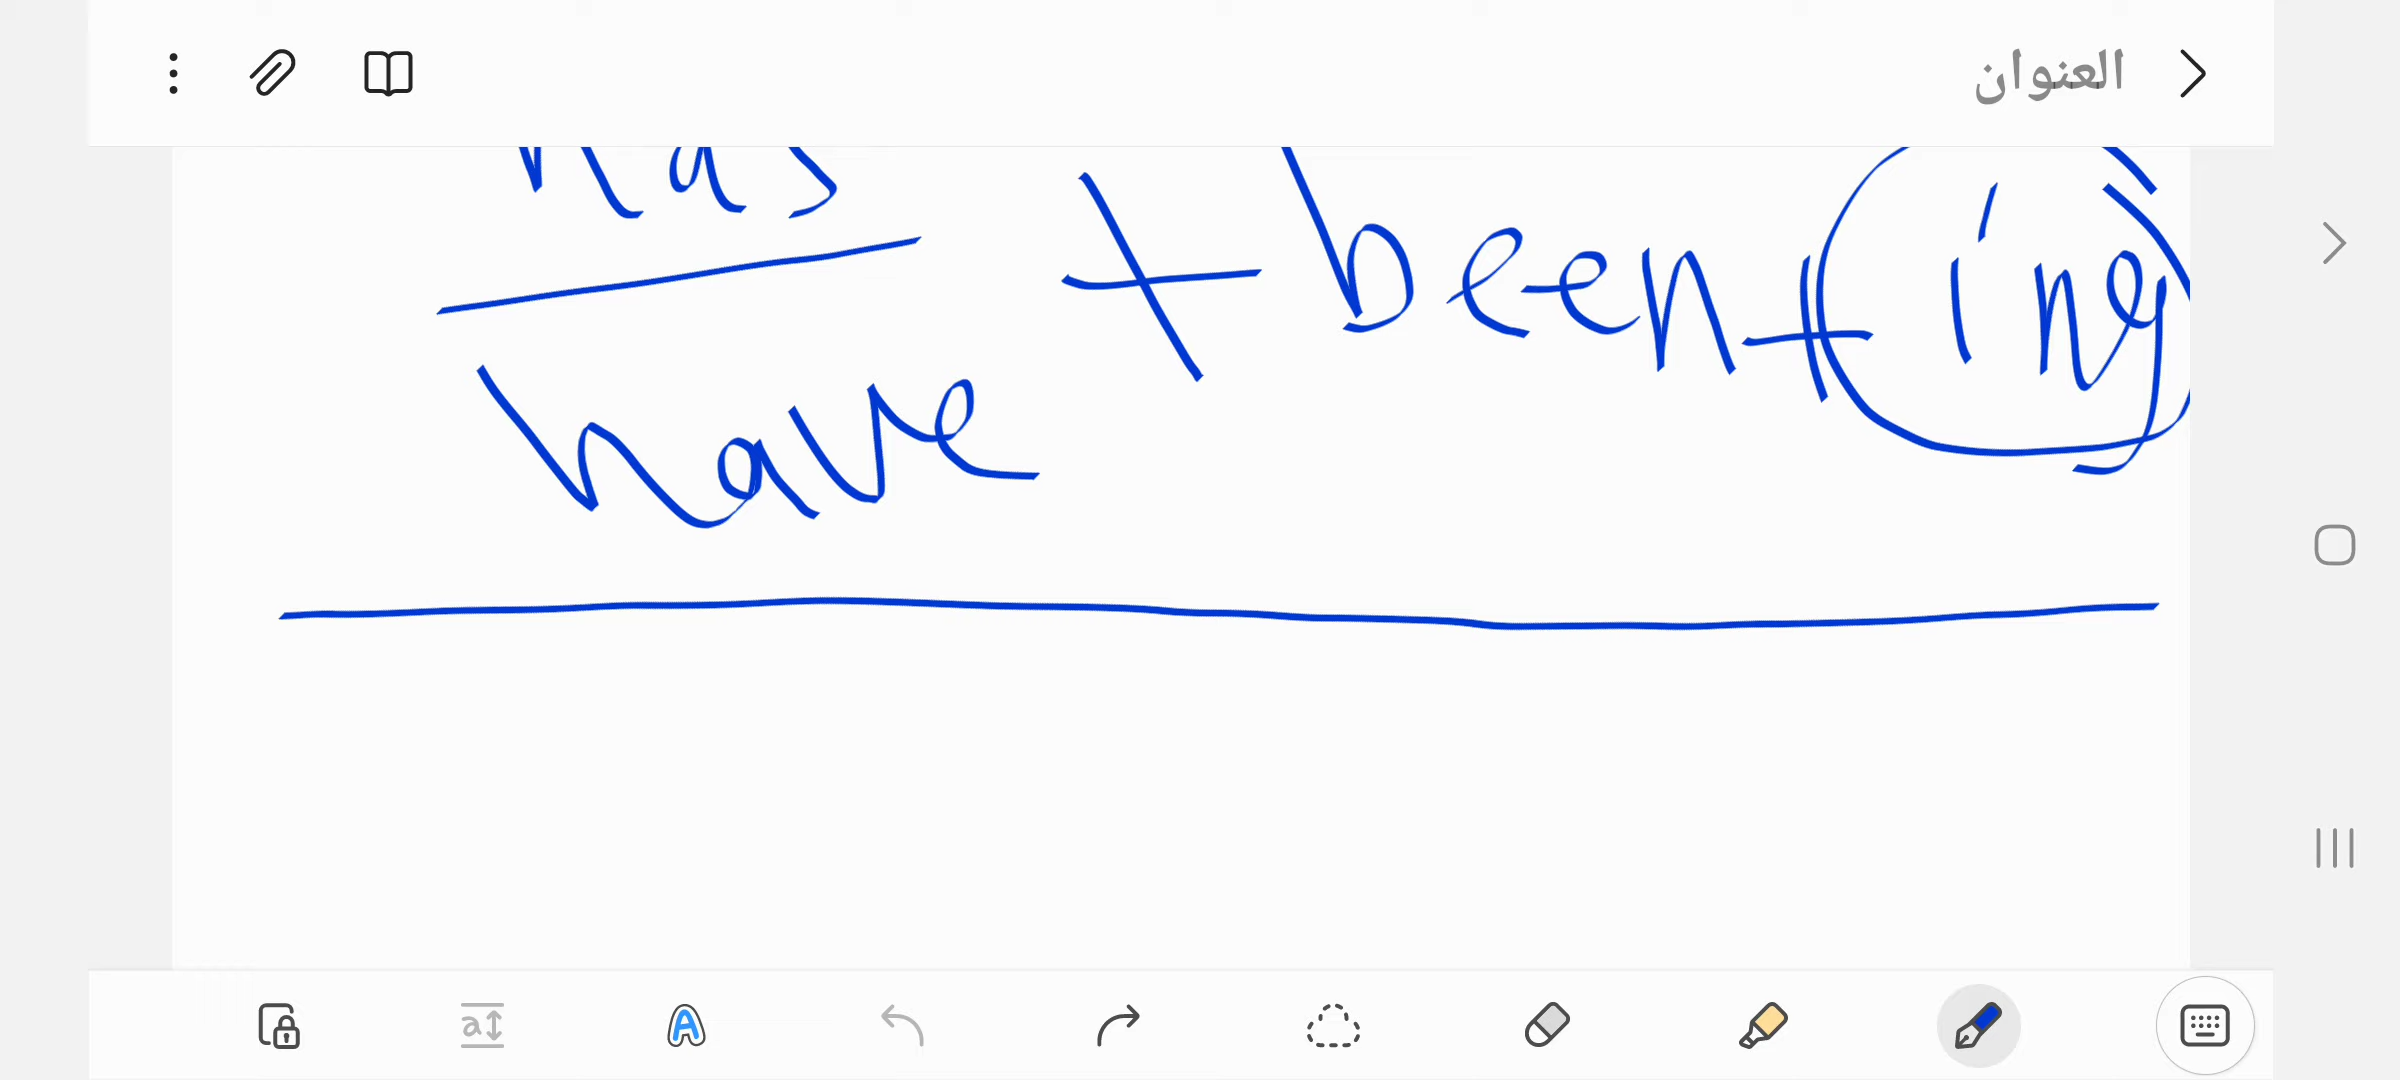 العنوان
has
have + been + ing